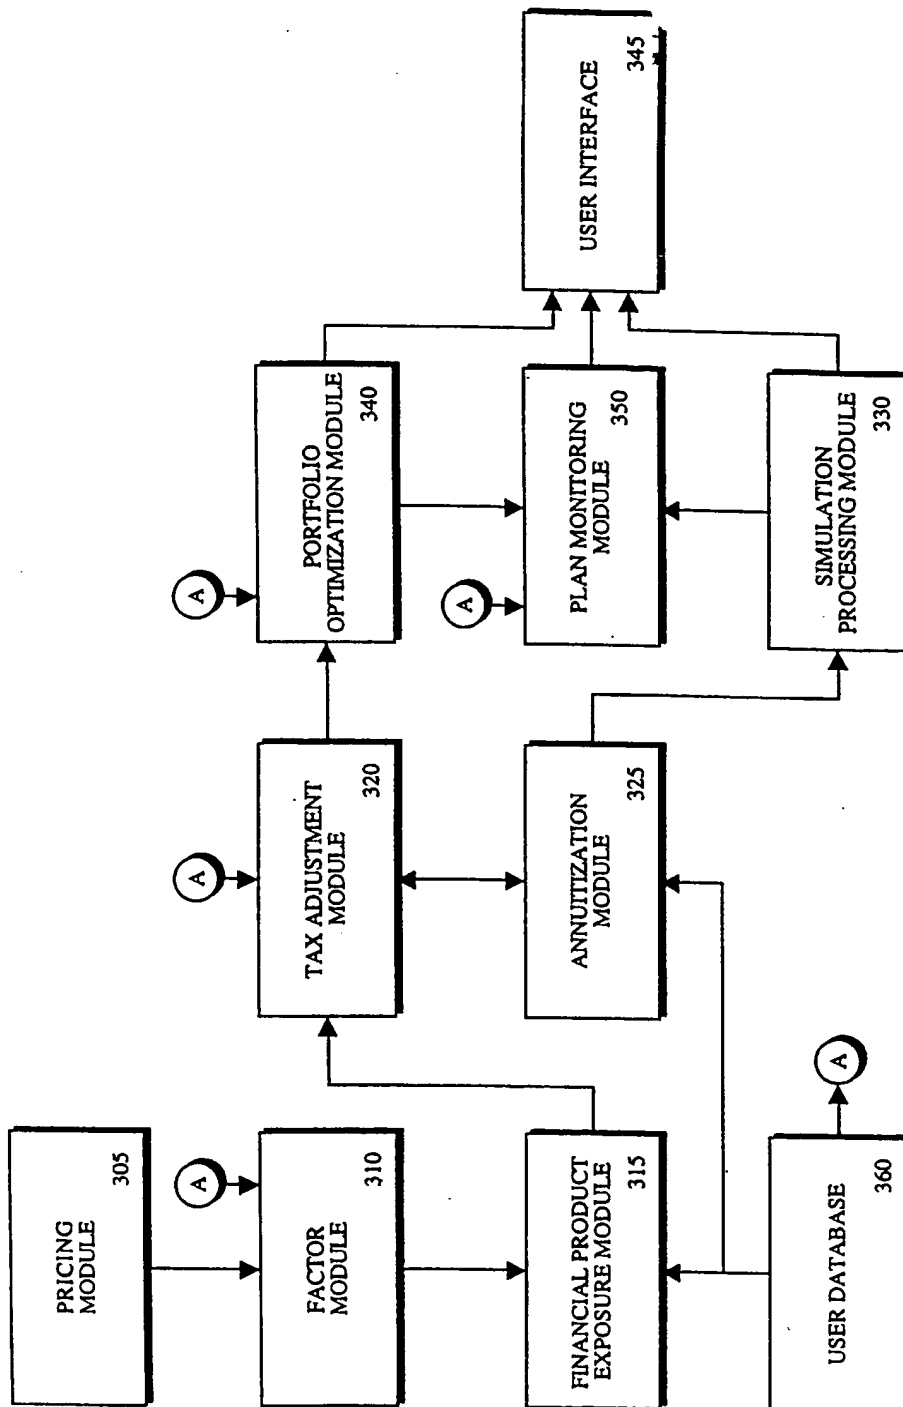 PRICING
MODULE
305
A
FACTOR
MODULE
310
A
TAX ADJUSTMENT
MODULE
320
A
PORTFOLIO
OPTIMIZATION MODULE
340
FINANCIAL PRODUCT
EXPOSURE MODULE
315
ANNUITIZATION
MODULE
325
A
PLAN MONITORING
MODULE
350
USER INTERFACE
345
USER DATABASE
360
A
SIMULATION
PROCESSING MODULE
330